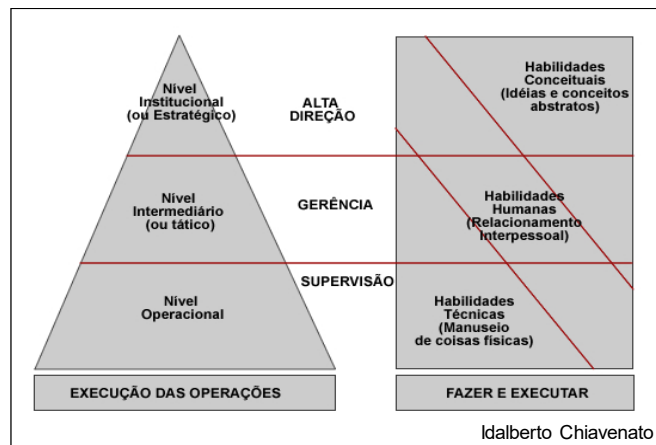 Nível
Institucional
(ou Estratégico)
ALTA
DIREÇÃO
Habilidades
Conceituais
(Idéias e conceitos
abstratos)
Nível
Intermediário
(ou tático)
GERÊNCIA
Habilidades
Humanas
(Relacionamento
Interpessoal)
SUPERVISÃO
Nível
Operacional
Habilidades
Técnicas
(Manuseio
de coisas físicas)
EXECUÇÃO DAS OPERAÇÕES
FAZER E EXECUTAR
Idalberto Chiavenato